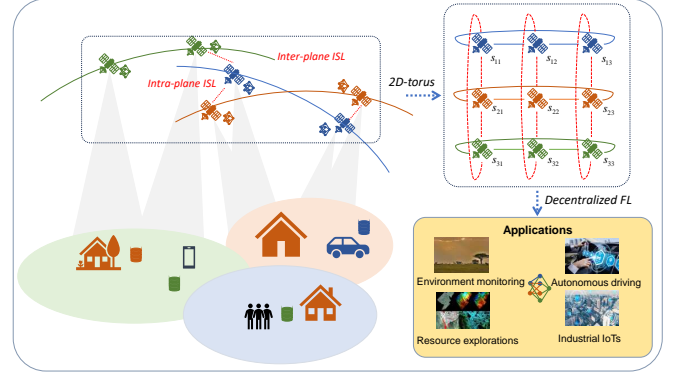 Inter-plane ISL
Intra-plane ISL
2D-torus
s11
s12
s13
s21
s22
s23
s31
s32
s33
Decentralized FL
Applications
Environment monitoring
Autonomous driving
Resource explorations
Industrial IoTs